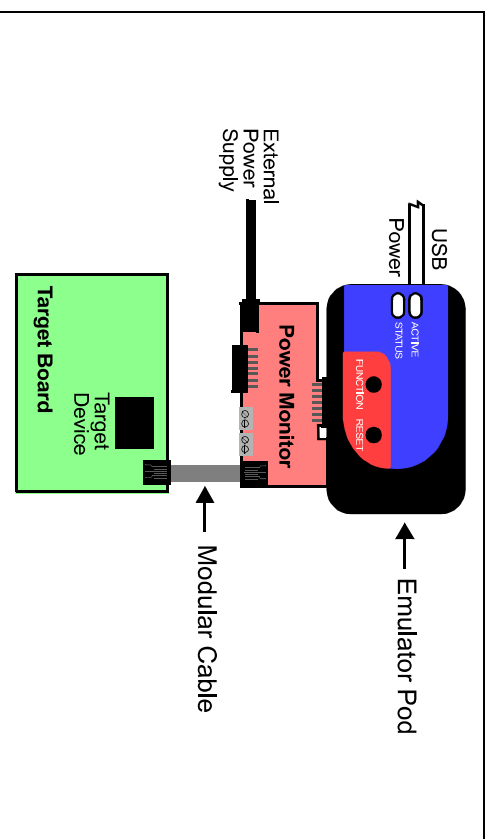 USB
Power
ACTIVE
STATUS
FUNCTION
RESET
Emulator Pod
External
Power
Supply
Power Monitor
Modular Cable
Target Board
Target
Device